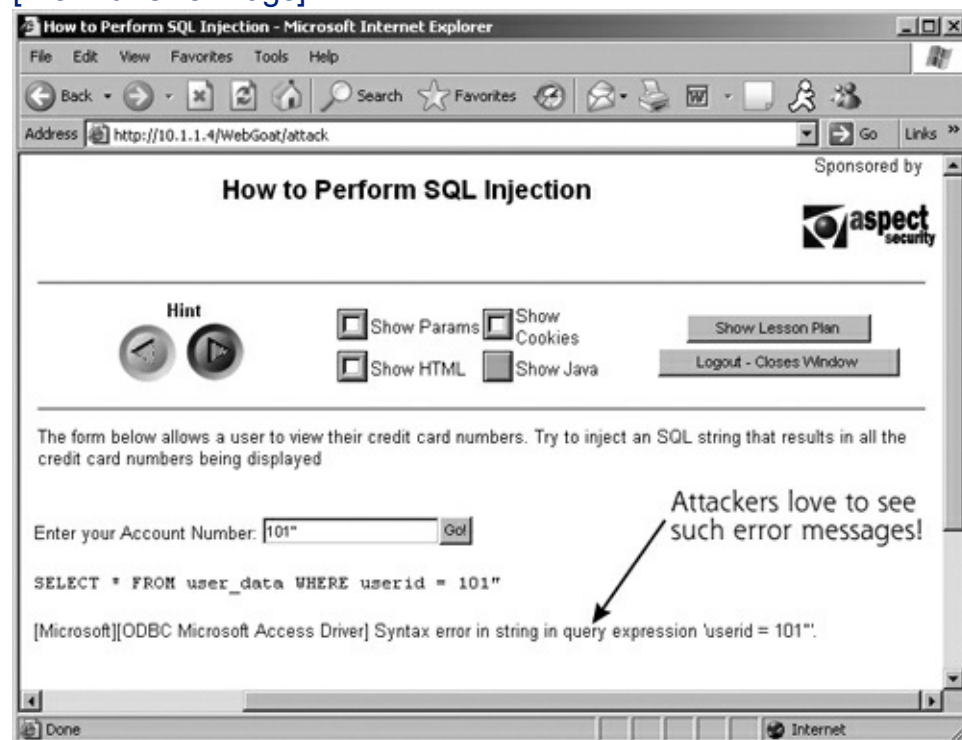 How to Perform SQL Injection - Microsoft Internet Explorer
File Edit View Favorites Tools Help
Back Search Favorites
Address http://10.1.1.4/WebGoat/attack Go Links »
Sponsored by
How to Perform SQL Injection
aspect
security
Hint
Show Params Show Cookies
Show HTML Show Java
Show Lesson Plan
Logout - Closes Window
The form below allows a user to view their credit card numbers. Try to inject an SQL string that results in all the
credit card numbers being displayed
Attackers love to see
such error messages!
Enter your Account Number: 101" Go!
SELECT * FROM user_data WHERE userid = 101"
[Microsoft][ODBC Microsoft Access Driver] Syntax error in string in query expression 'userid = 101"'.
Done Internet